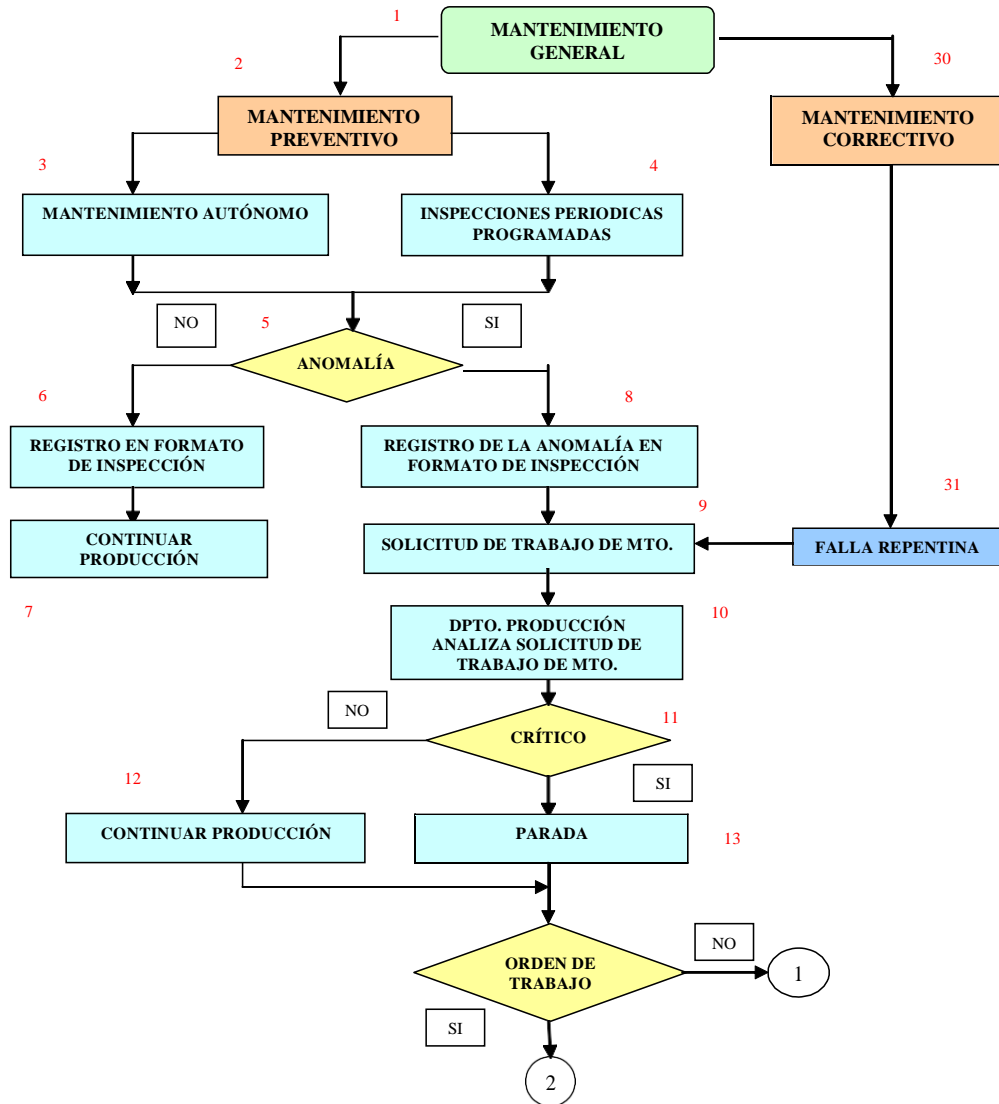 1
MANTENIMIENTO
GENERAL
2
30
MANTENIMIENTO
PREVENTIVO
MANTENIMIENTO
CORRECTIVO
3
4
MANTENIMIENTO AUTÓNOMO
INSPECCIONES PERIODICAS
PROGRAMADAS
NO
5
SI
ANOMALÍA
6
8
REGISTRO EN FORMATO
DE INSPECCIÓN
REGISTRO DE LA ANOMALÍA EN
FORMATO DE INSPECCIÓN
31
9
CONTINUAR
PRODUCCIÓN
SOLICITUD DE TRABAJO DE MTO.
FALLA REPENTINA
7
10
DPTO. PRODUCCIÓN
ANALIZA SOLICITUD DE
TRABAJO DE MTO.
NO
11
CRÍTICO
SI
12
CONTINUAR PRODUCCIÓN
PARADA
13
NO
ORDEN DE
TRABAJO
1
SI
2